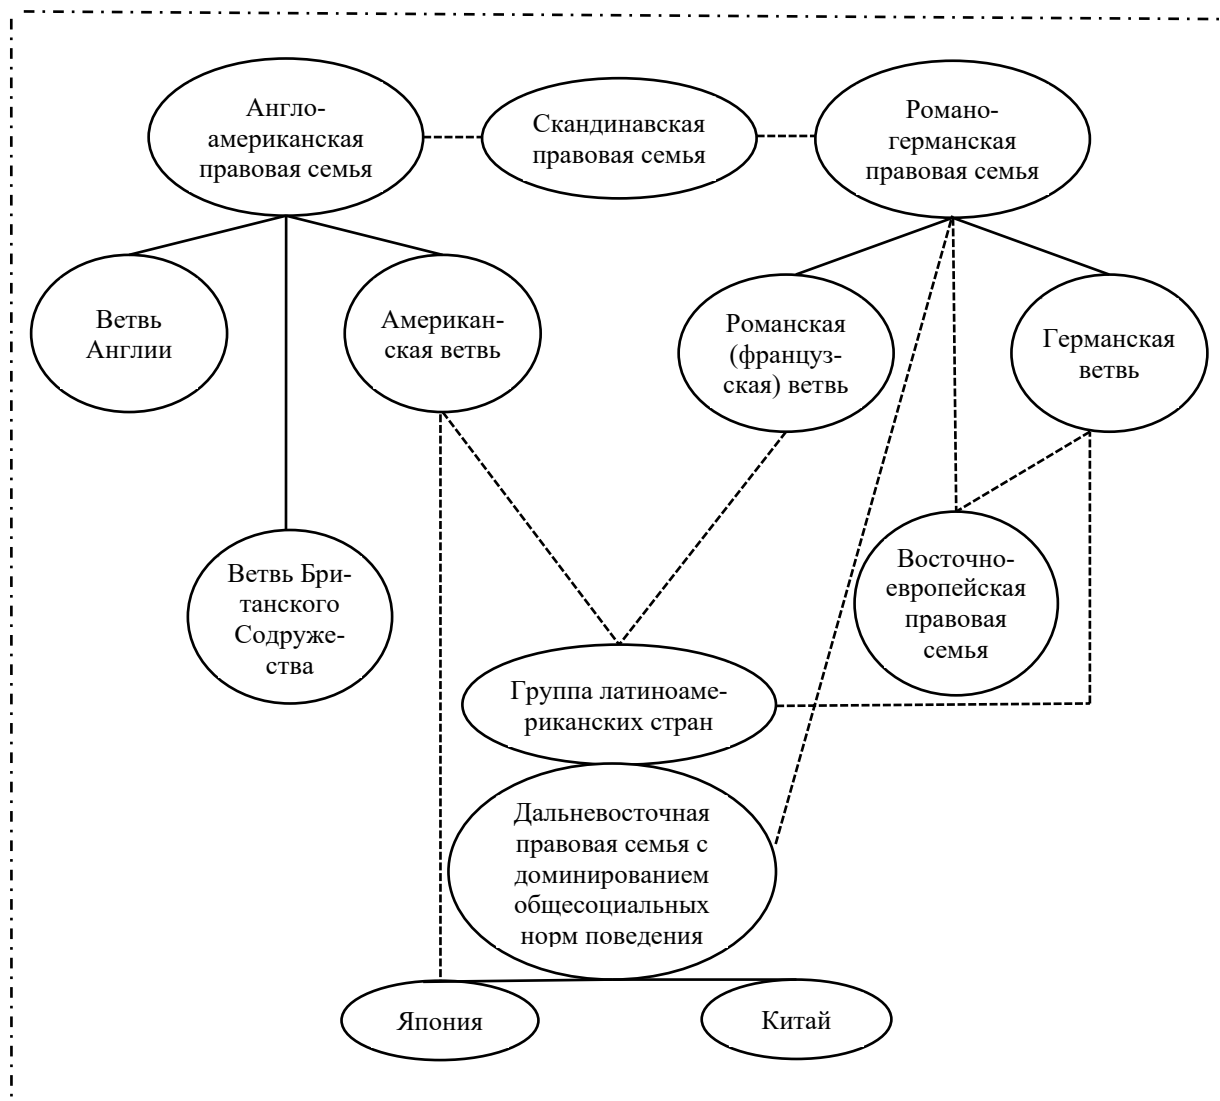 Англо-
американская
правовая семья
Скандинавская
правовая семья
Романо-
германская
правовая семья
Ветвь
Англии
Американ-
ская ветвь
Романская
(француз-
ская) ветвь
Германская
ветвь
Ветвь Бри-
танского
Содруже-
ства
Восточно-
европейская
правовая
семья
Группа латиноаме-
риканских стран
Дальневосточная
правовая семья с
доминированием
общесоциальных
норм поведения
Япония
Китай